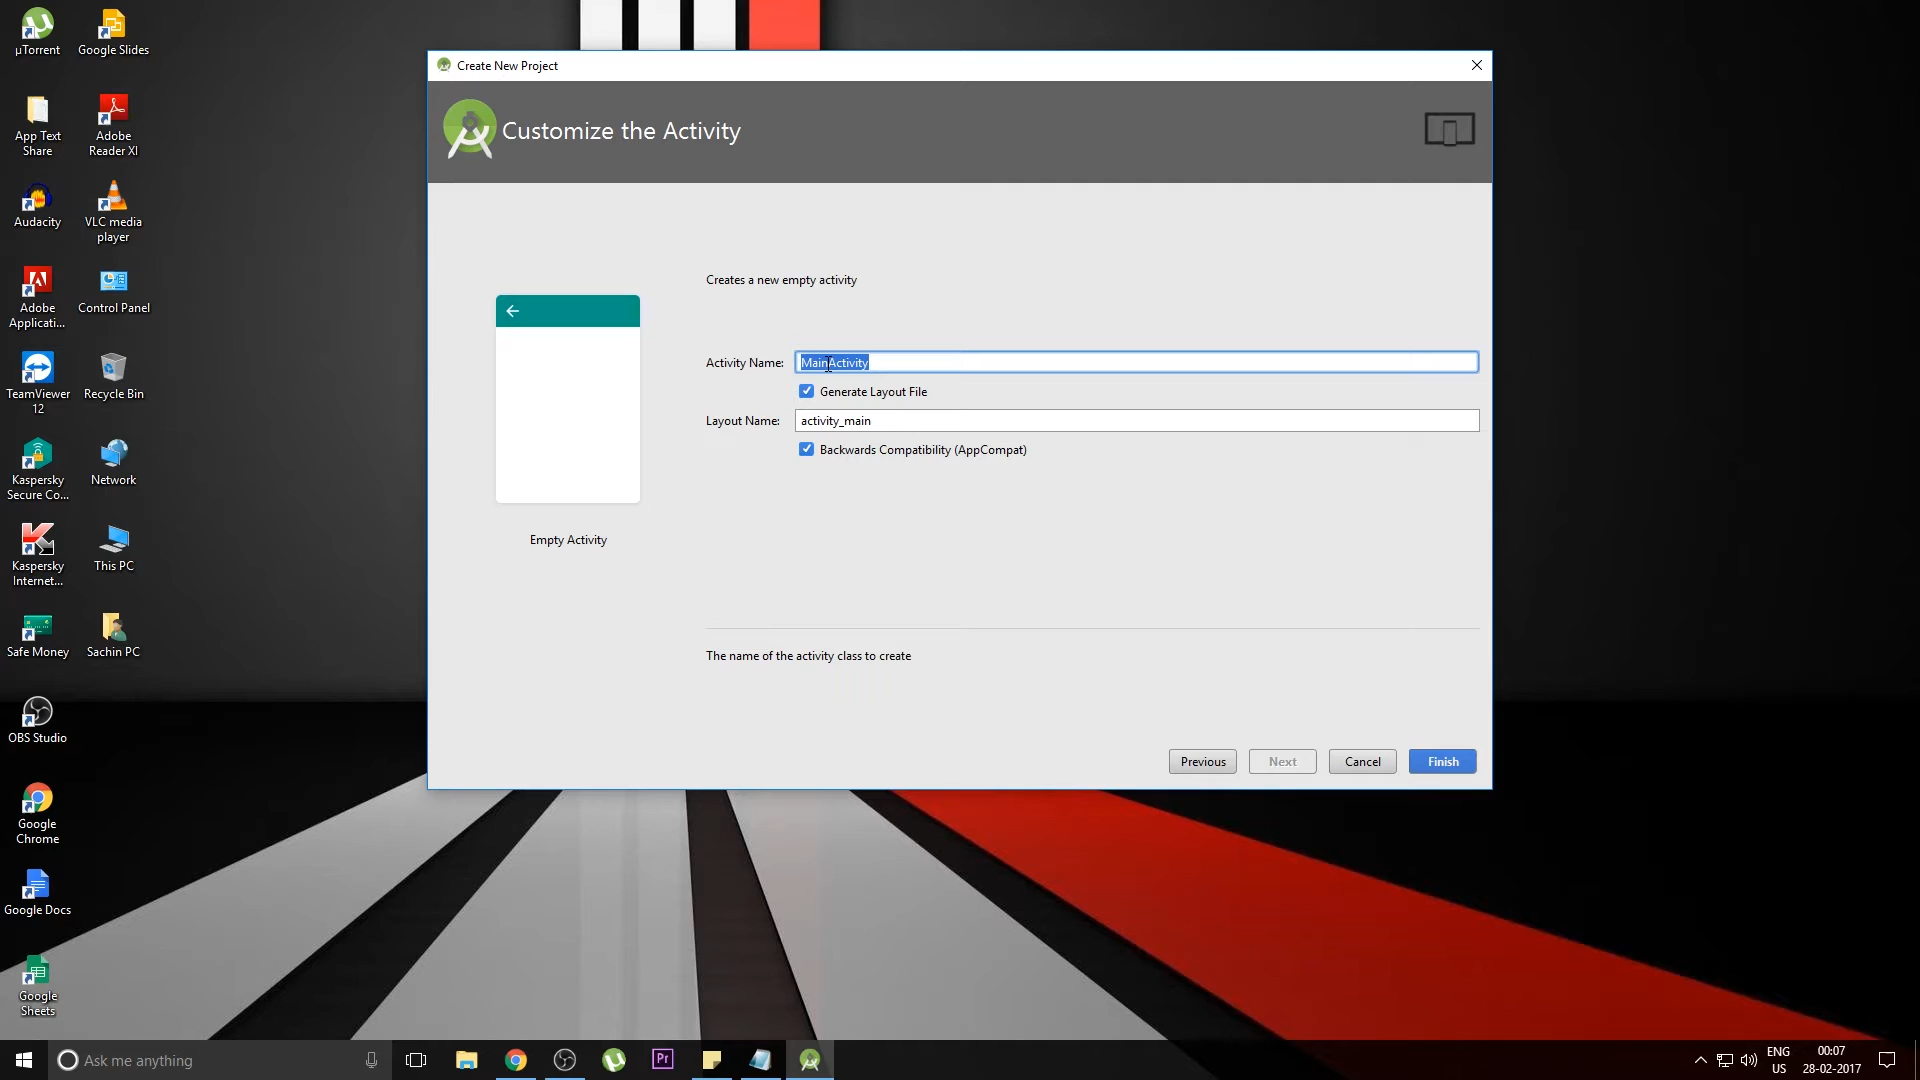 µTorrent
Google Slides
App Text
Share
Adobe
Reader XI
Audacity
VLC media
player
Adobe
Applicati...
Control Panel
TeamViewer
12
Recycle Bin
Kaspersky
Secure Co...
Network
Kaspersky
Internet...
This PC
Safe Money
Sachin PC
OBS Studio
Google
Chrome
Google Docs
Google
Sheets
Create New Project
Customize the Activity
Creates a new empty activity
Activity Name: MainActivity
Generate Layout File
Layout Name: activity_main
Backwards Compatibility (AppCompat)
Empty Activity
The name of the activity class to create
Previous Next Cancel Finish
Ask me anything
Pr
ENG
US
00:07
28-02-2017